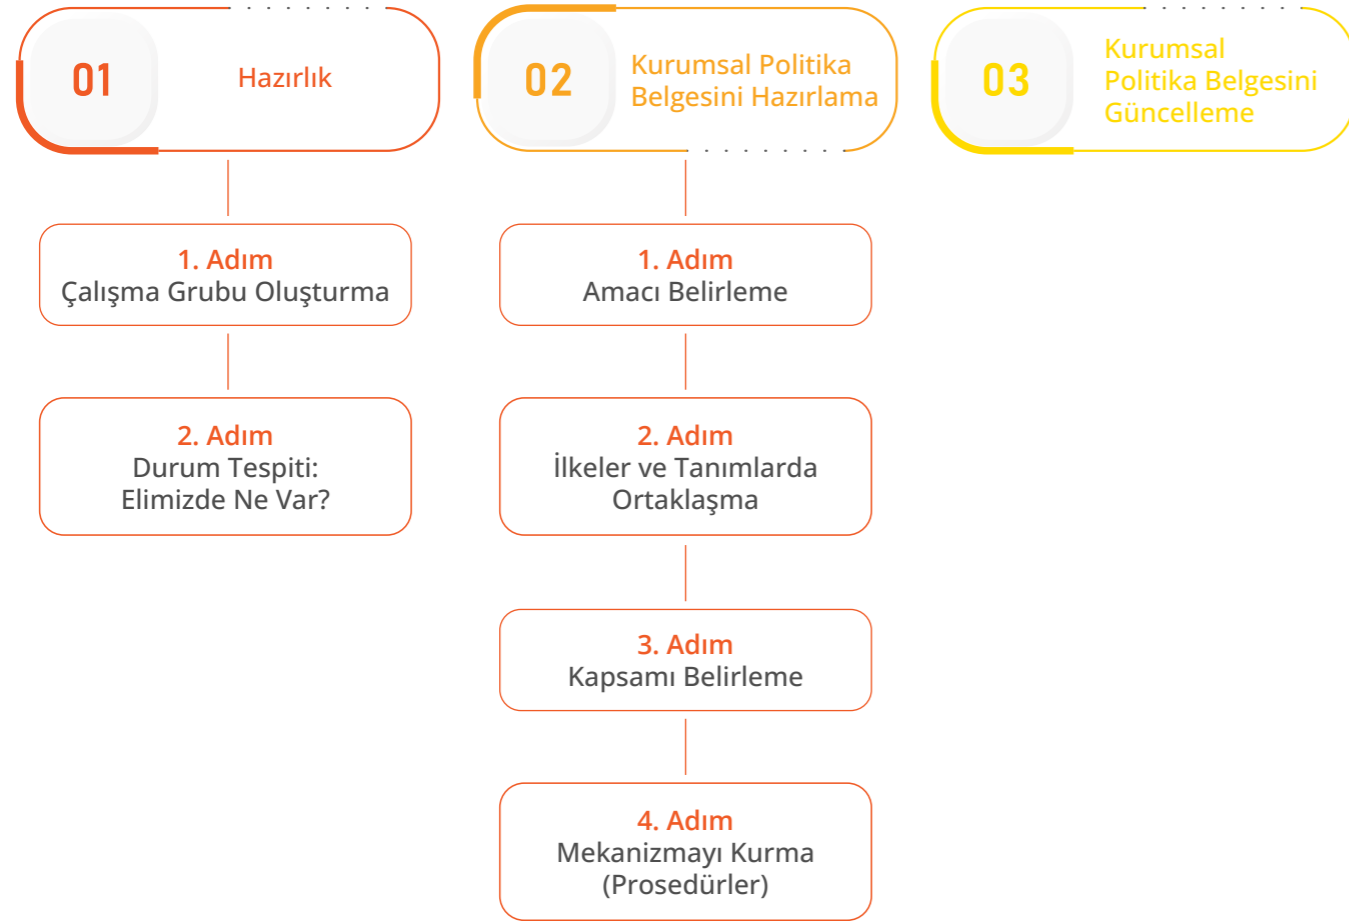 01
Hazırlık
1. Adım
Çalışma Grubu Oluşturma
2. Adım
Durum Tespiti:
Elimizde Ne Var?
02
Kurumsal Politika
Belgesini Hazırlama
1. Adım
Amacı Belirleme
2. Adım
İlkeler ve Tanımlarda
Ortaklaşma
3. Adım
Kapsamı Belirleme
4. Adım
Mekanizmayı Kurma
(Prosedürler)
03
Kurumsal
Politika Belgesini
Güncelleme